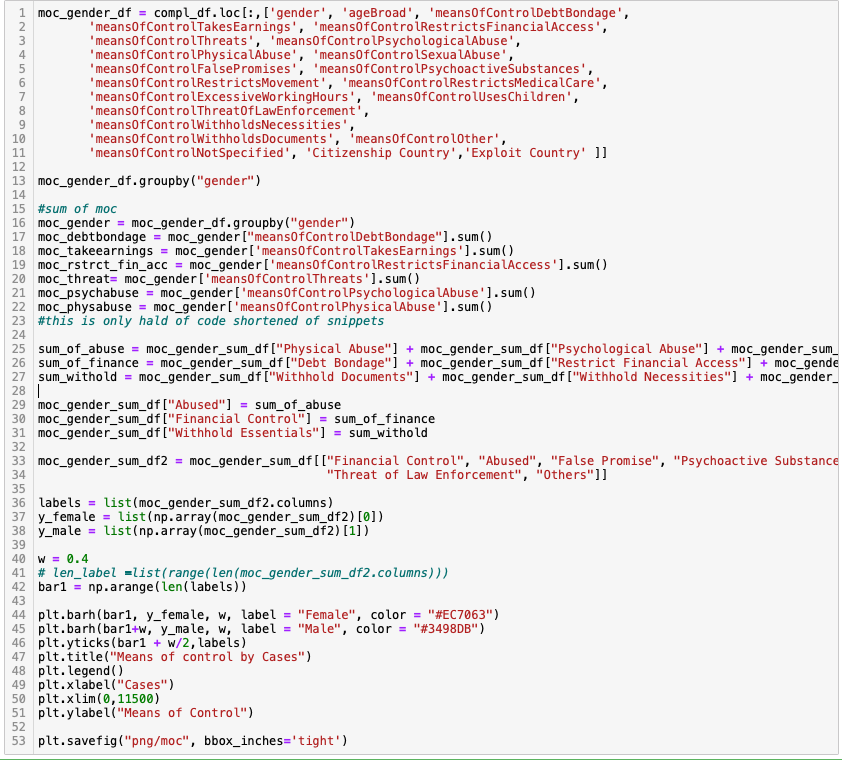 1 moc_gender_df = compl_df.loc[:,['gender', 'ageBroad', 'meansOfControlDebtBondage',
2 'meansOfControlTakesEarnings', 'meansOfControlRestrictsFinancialAccess',
3 'meansOfControlThreats', 'meansOfControlPsychologicalAbuse',
4 'meansOfControlPhysicalAbuse', 'meansOfControlSexualAbuse',
5 'meansOfControlFalsePromises', 'meansOfControlPsychoactiveSubstances',
6 'meansOfControlRestrictsMovement', 'meansOfControlRestrictsMedicalCare',
7 'meansOfControlExcessiveWorkingHours', 'meansOfControlUsesChildren',
8 'meansOfControlThreatOfLawEnforcement',
9 'meansOfControlWithholdsNecessities',
10 'meansOfControlWithholdsDocuments', 'meansOfControlOther',
11 'meansOfControlNotSpecified', 'Citizenship Country','Exploit Country' ]]
12
13 moc_gender_df.groupby("gender")
14
15 #sum of moc
16 moc_gender = moc_gender_df.groupby("gender")
17 moc_debtbondage = moc_gender["meansOfControlDebtBondage"].sum()
18 moc_takeearnings = moc_gender['meansOfControlTakesEarnings'].sum()
19 moc_rstrct_fin_acc = moc_gender['meansOfControlRestrictsFinancialAccess'].sum()
20 moc_threat= moc_gender['meansOfControlThreats'].sum()
21 moc_psychabuse = moc_gender['meansOfControlPsychologicalAbuse'].sum()
22 moc_physabuse = moc_gender['meansOfControlPhysicalAbuse'].sum()
23 #this is only hald of code shortened of snippets
24
25 sum_of_abuse = moc_gender_sum_df["Physical Abuse"] + moc_gender_sum_df["Psychological Abuse"] + moc_gender_sum_
26 sum_of_finance = moc_gender_sum_df["Debt Bondage"] + moc_gender_sum_df["Restrict Financial Access"] + moc_gende
27 sum_withold = moc_gender_sum_df["Withhold Documents"] + moc_gender_sum_df["Withhold Necessities"] + moc_gender_
28
29 moc_gender_sum_df["Abused"] = sum_of_abuse
30 moc_gender_sum_df["Financial Control"] = sum_of_finance
31 moc_gender_sum_df["Withhold Essentials"] = sum_withold
32
33 moc_gender_sum_df2 = moc_gender_sum_df[["Financial Control", "Abused", "False Promise", "Psychoactive Substance
34 "Threat of Law Enforcement", "Others"]]
35
36 labels = list(moc_gender_sum_df2.columns)
37 y_female = list(np.array(moc_gender_sum_df2)[0])
38 y_male = list(np.array(moc_gender_sum_df2)[1])
39
40 w = 0.4
41 # len_label =list(range(len(moc_gender_sum_df2.columns)))
42 bar1 = np.arange(len(labels))
43
44 plt.barh(bar1, y_female, w, label = "Female", color = "#EC7063")
45 plt.barh(bar1+w, y_male, w, label = "Male", color = "#3498DB")
46 plt.yticks(bar1 + w/2,labels)
47 plt.title("Means of control by Cases")
48 plt.legend()
49 plt.xlabel("Cases")
50 plt.xlim(0,11500)
51 plt.ylabel("Means of Control")
52
53 plt.savefig("png/moc", bbox_inches='tight')